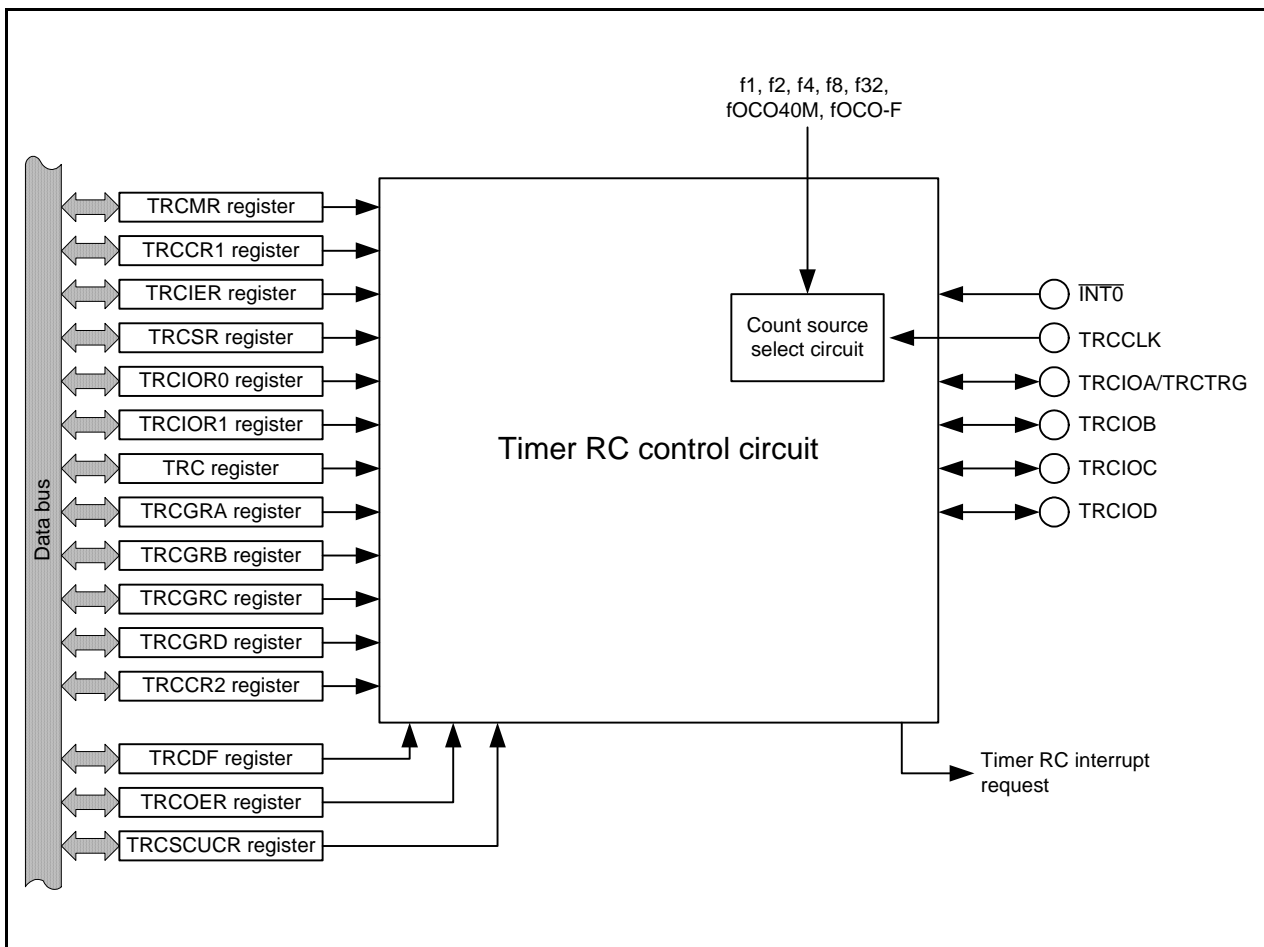 f1, f2, f4, f8, f32,
fOCO40M, fOCO-F
Data bus
TRCMR register
TRCCR1 register
TRCIER register
TRCSR register
TRCIOR0 register
TRCIOR1 register
TRC register
TRCGRA register
TRCGRB register
TRCGRC register
TRCGRD register
TRCCR2 register
TRCDF register
TRCOER register
TRCSCUCR register
Timer RC control circuit
Count source
select circuit
I̅N̅T̅0̅
TRCCLK
TRCIOA/TRCTRG
TRCIOB
TRCIOC
TRCIOD
Timer RC interrupt
request